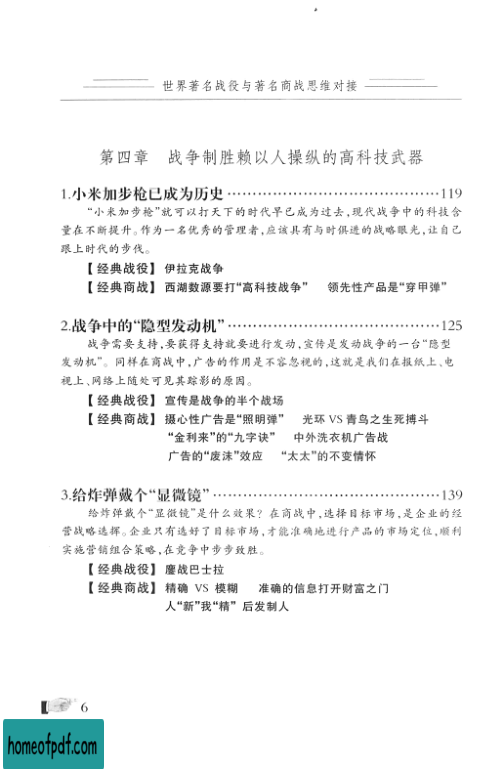 世界著名战役与著名商战思维对接
第四章 战争制胜赖以人操纵的高科技武器
1.小米加步枪已成为历史……………………………………119
“小米加步枪”就可以打天下的时代早已成为过去,现代战争中的科技含
量在不断提升。作为一名优秀的管理者,应该具有与时俱进的战略眼光,让自己
跟上时代的步伐。
【经典战役】 伊拉克战争
【经典商战】 西湖数源要打“高科技战争” 领先性产品是“穿甲弹”
2.战争中的“隐型发动机”……………………………………125
战争需要支持,要获得支持就要进行发动,宣传是发动战争的一台“隐型
发动机”。同样在商战中,广告的作用是不容忽视的,这就是我们在报纸上、电
视上、网络上随处可见其踪影的原因。
【经典战役】 宣传是战争的半个战场
【经典商战】 摄心性广告是“照明弹” 光环 VS 青鸟之生死搏斗
“金利来”的“九字诀” 中外洗衣机广告战
广告的“废沫”效应 “太太”的不变情怀
3.给炸弹戴个“显微镜”……………………………………139
给炸弹戴个“显微镜”是什么效果? 在商战中,选择目标市场,是企业的经
营战略选择。企业只有选好了目标市场,才能准确地进行产品的市场定位,顺利
实施营销组合策略,在竞争中步步致胜。
【经典战役】 鏖战巴士拉
【经典商战】 精确 VS 模糊 准确的信息打开财富之门
人“新”我“精” 后发制人
6
homeofpdf.com